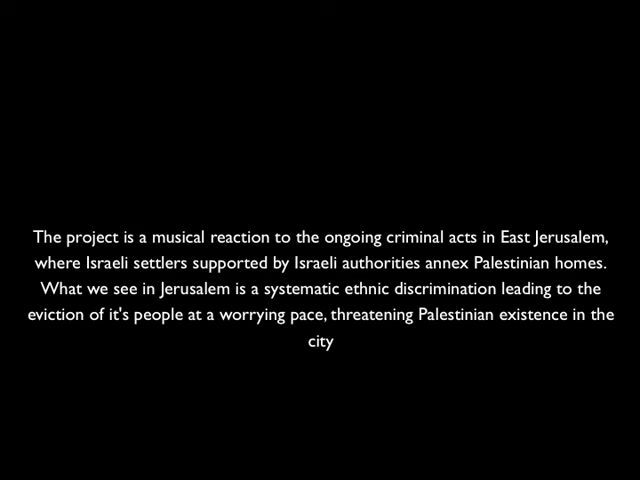 The project is a musical reaction to the ongoing criminal acts in East Jerusalem,
where Israeli settlers supported by Israeli authorities annex Palestinian homes.
What we see in Jerusalem is a systematic ethnic discrimination leading to the
eviction of it's people at a worrying pace, threatening Palestinian existence in the
city